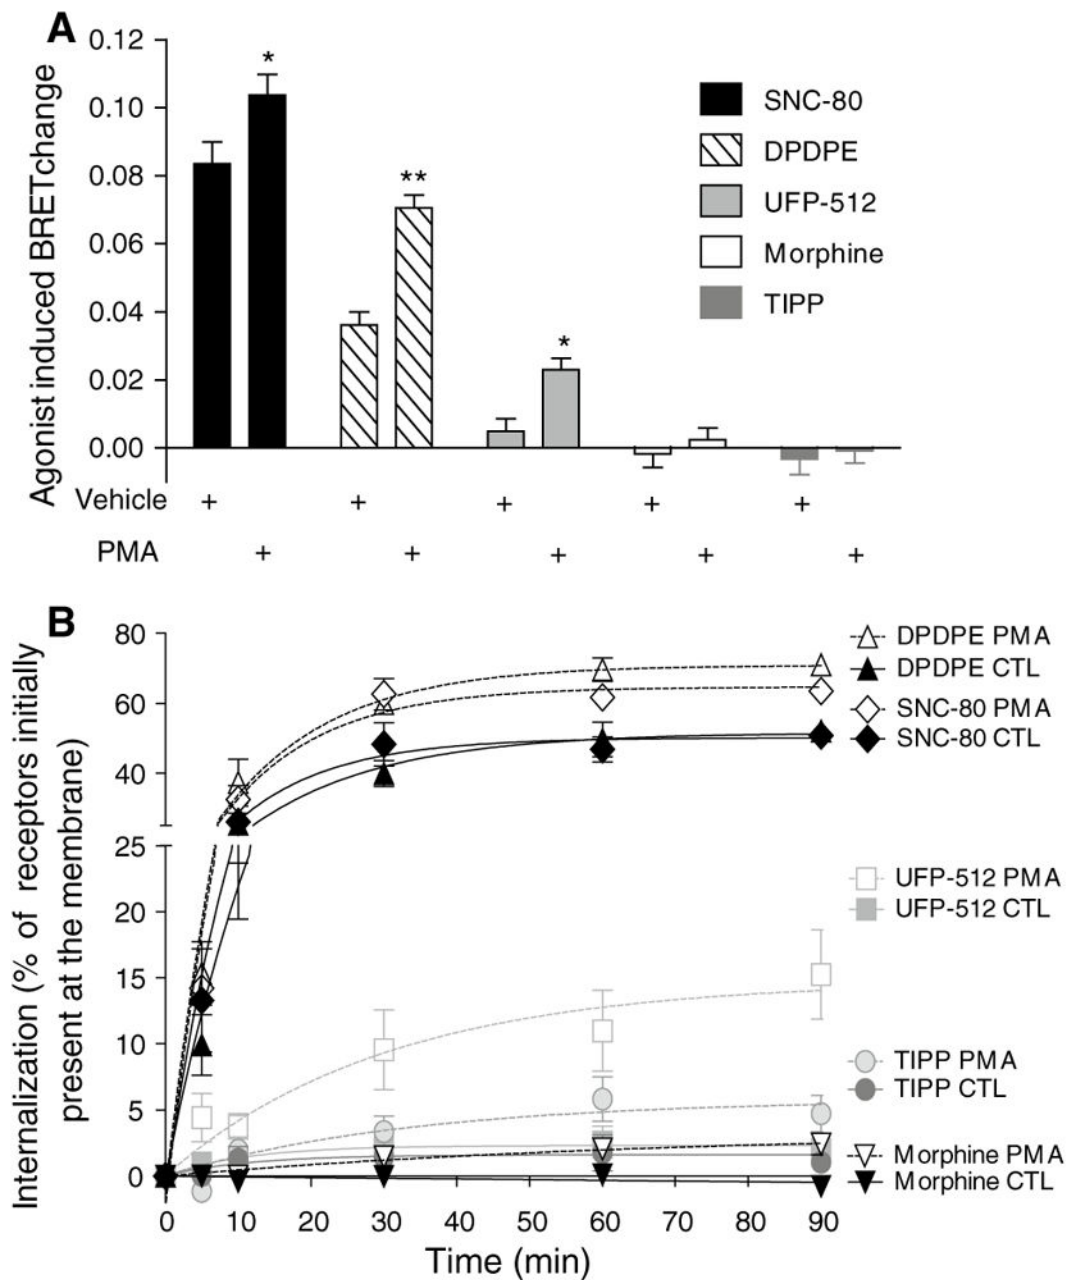 A
0.12
0.10
0.08
0.06
0.04
0.02
0.00
Agonist induced BRETchange
*
**
*
SNC-80
DPDPE
UFP-512
Morphine
TIPP
Vehicle + + + + +
PMA + + + + +
B
80
60
40
25
20
15
10
5
0
Internalization (% of receptors initially
present at the membrane)
DPDPE PMA
DPDPE CTL
SNC-80 PMA
SNC-80 CTL
UFP-512 PMA
UFP-512 CTL
TIPP PMA
TIPP CTL
Morphine PMA
Morphine CTL
0 10 20 30 40 50 60 70 80 90
Time (min)